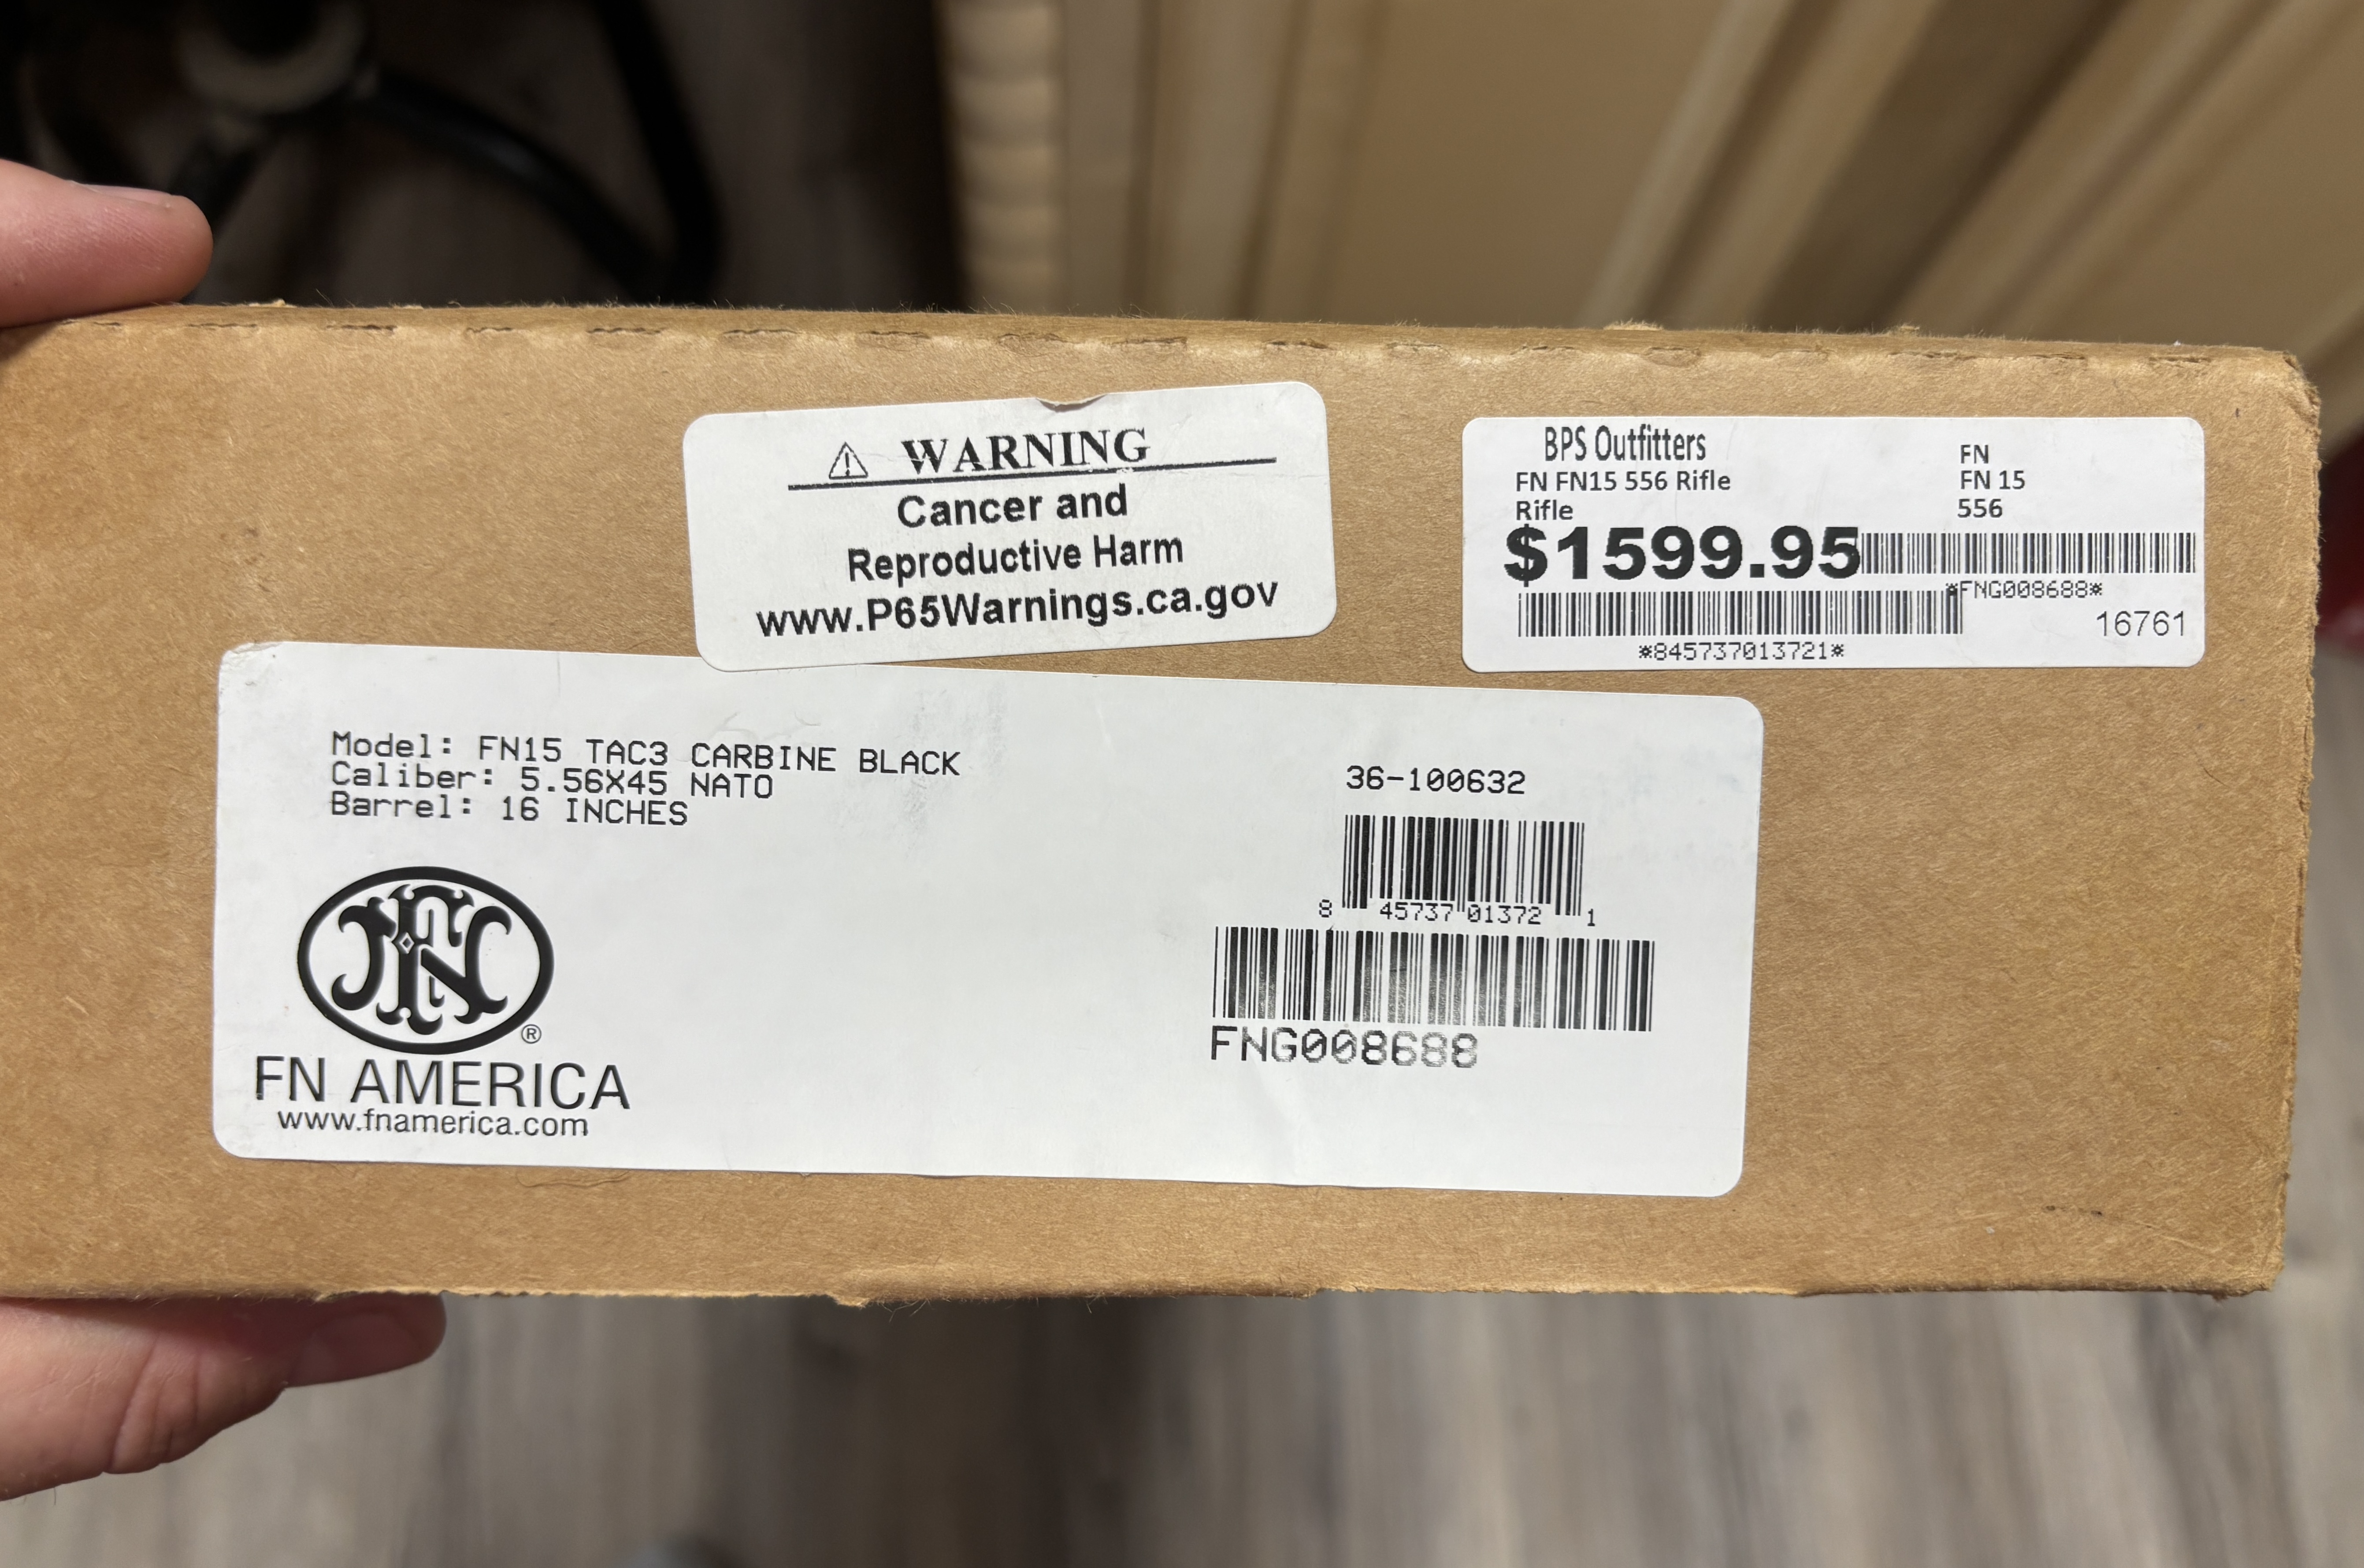 ⚠ WARNING
Cancer and
Reproductive Harm
www.P65Warnings.ca.gov
BPS Outfitters
FN FN15 556 Rifle
Rifle
$1599.95
*845737013721*
FN
FN 15
556
*FNG008688*
16761
Model: FN15 TAC3 CARBINE BLACK
Caliber: 5.56X45 NATO
Barrel: 16 INCHES
FN
®
FN AMERICA
www.fnamerica.com
36-100632
8 45737 01372 1
FNG008688